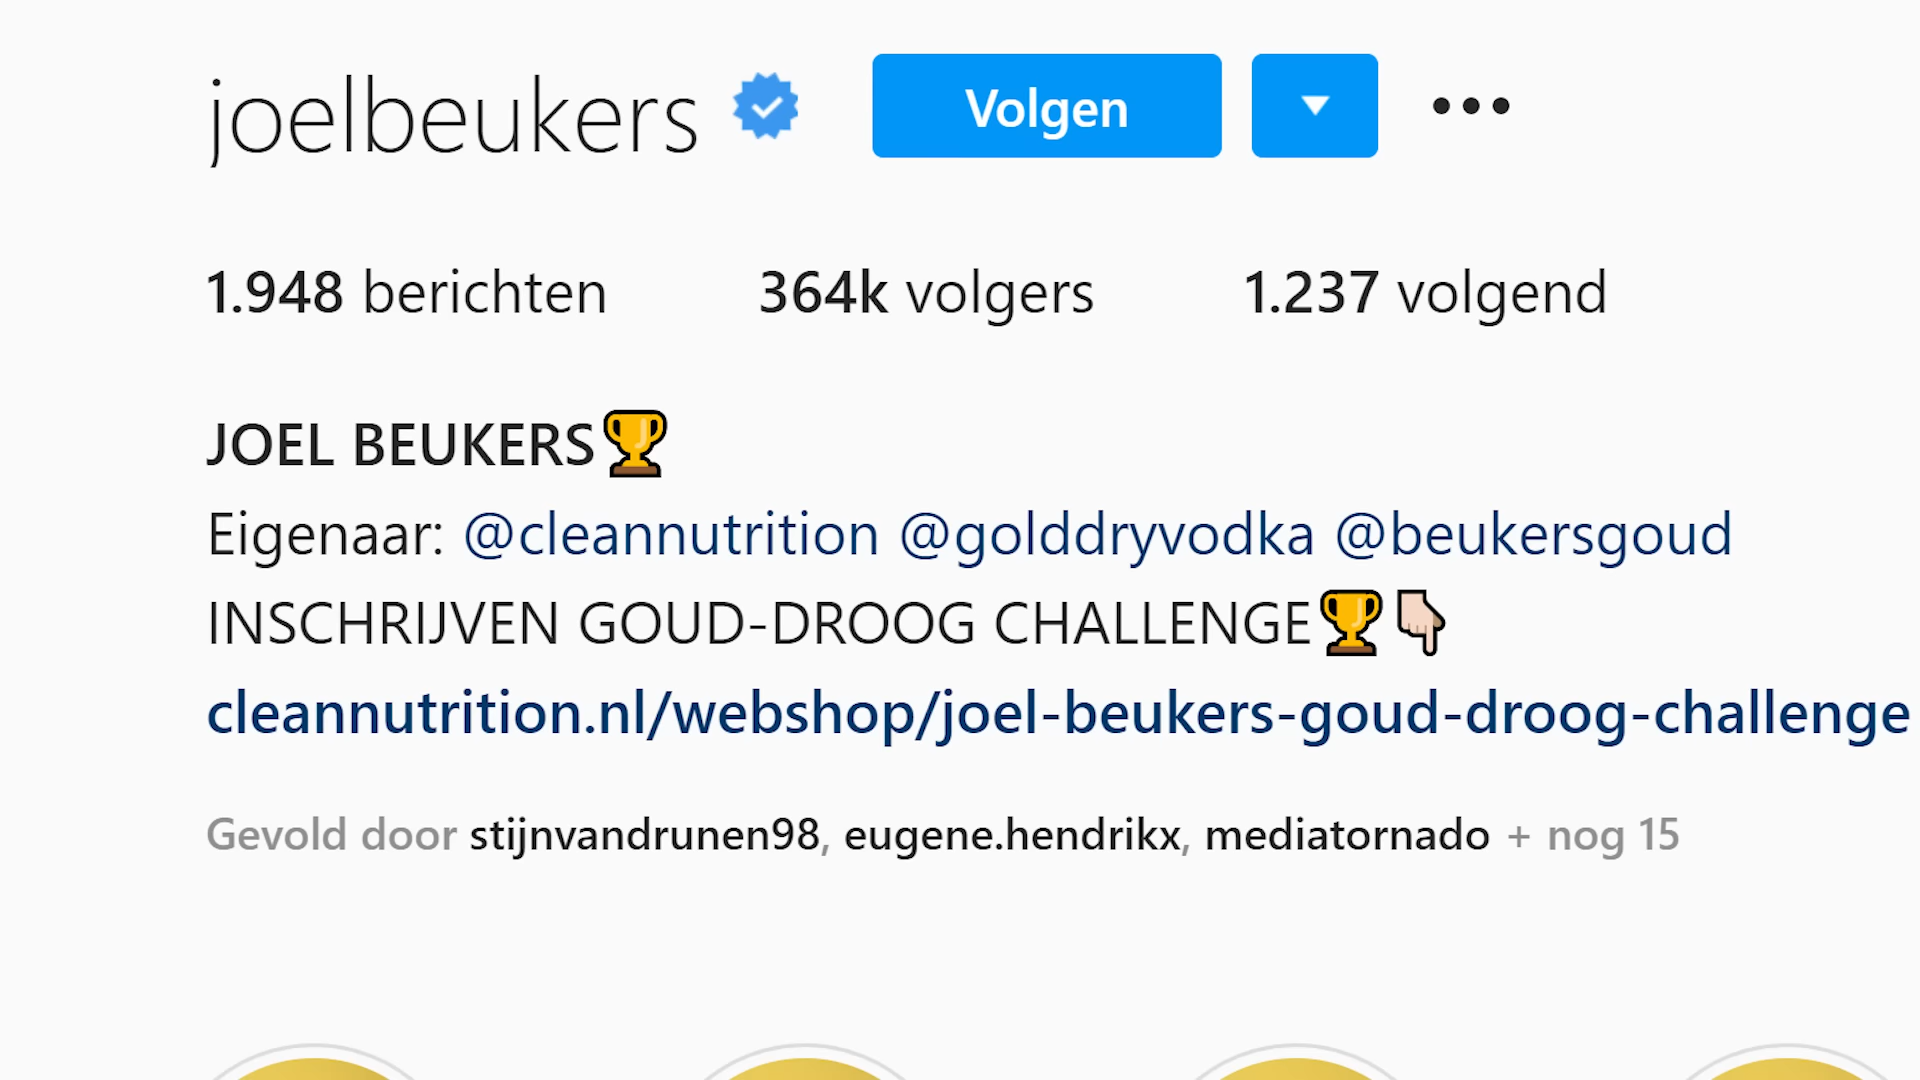 joelbeukers Volgen
1.948 berichten 364k volgers 1.237 volgend
JOEL BEUKERS🏆
Eigenaar: @cleannutrition @golddryvodka @beukersgoud
INSCHRIJVEN GOUD-DROOG CHALLENGE🏆👇🏻
cleannutrition.nl/webshop/joel-beukers-goud-droog-challenge
Gevold door stijnvandrunen98, eugene.hendrikx, mediatornado + nog 15